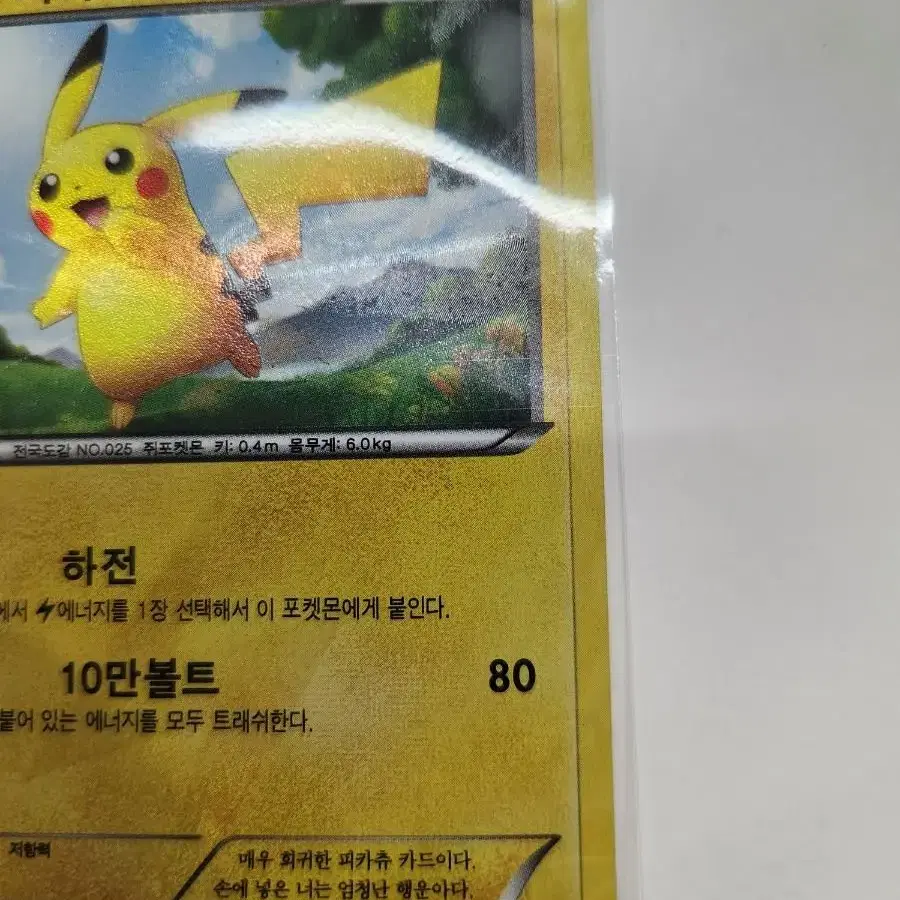 전국도감 NO.025 쥐포켓몬 키: 0.4m 몸무게: 6.0kg
하전
에서 에너지를 1장 선택해서 이 포켓몬에게 붙인다.
10만볼트 80
붙어 있는 에너지를 모두 트래쉬한다.
저항력
매우 희귀한 피카츄 카드이다.
손에 넣은 너는 엄청난 행운아다.